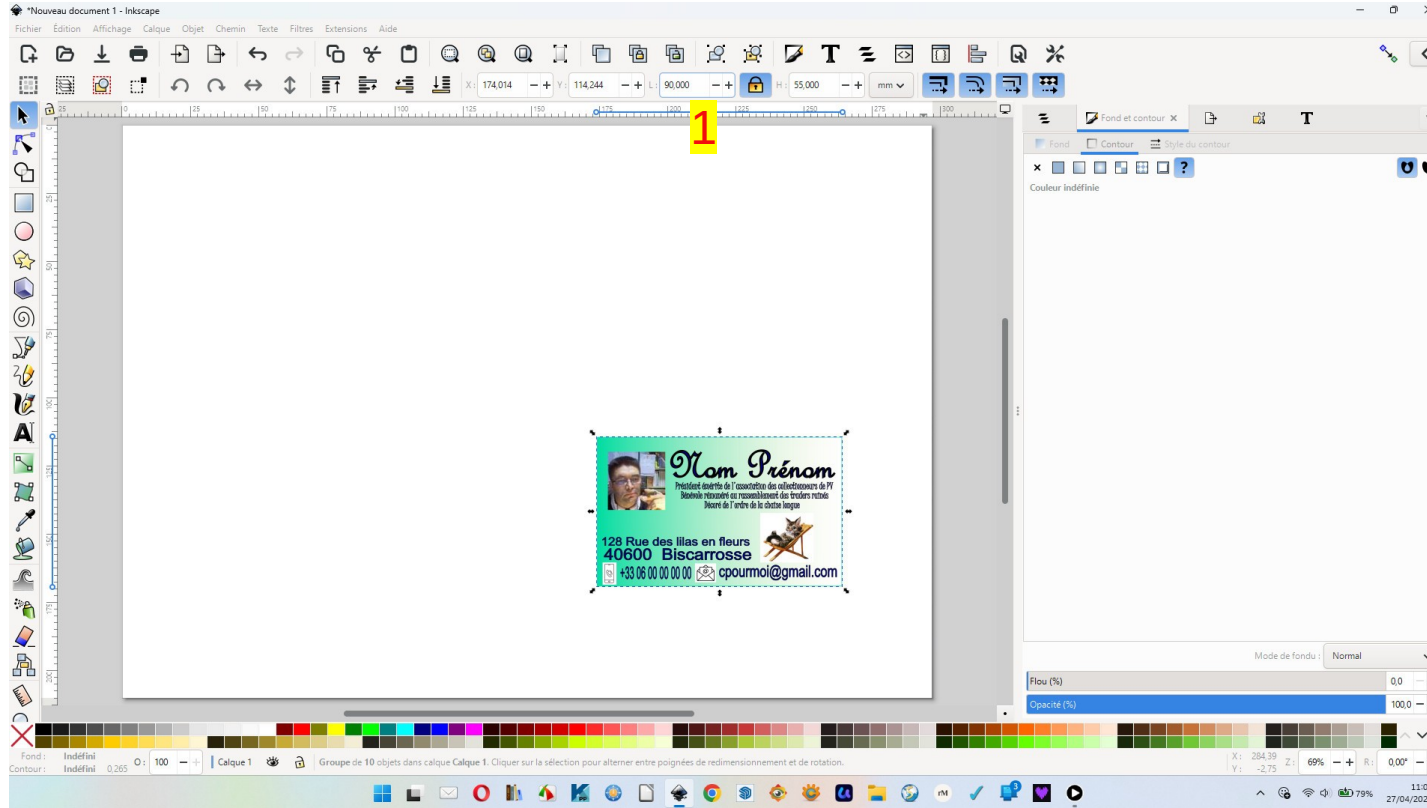 *Nouveau document 1 - Inkscape
Fichier Édition Affichage Calque Objet Chemin Texte Filtres Extensions Aide
X: 174,014 Y: 114,244 L: 90,000 H: 55,000 mm
1
Fond et contour
Fond Contour Style du contour
Couleur indéfinie
Nom Prénom
Président émérite de l'association des collectionneurs de PV
Bénévole rémunéré au rassemblement des traders ruinés
Décoré de l'ordre de la chaise longue
128 Rue des lilas en fleurs
40600 Biscarrosse
+33 06 00 00 00 00 cpourmoi@gmail.com
Mode de fondu : Normal
Flou (%) 0,0
Opacité (%) 100,0
Fond : Indéfini
Contour : Indéfini 0,265
O : 100
Calque 1
Groupe de 10 objets dans calque Calque 1. Cliquer sur la sélection pour alterner entre poignées de redimensionnement et de rotation.
X : 284,39
Y : -2,75
Z : 69% R : 0,00°
79%